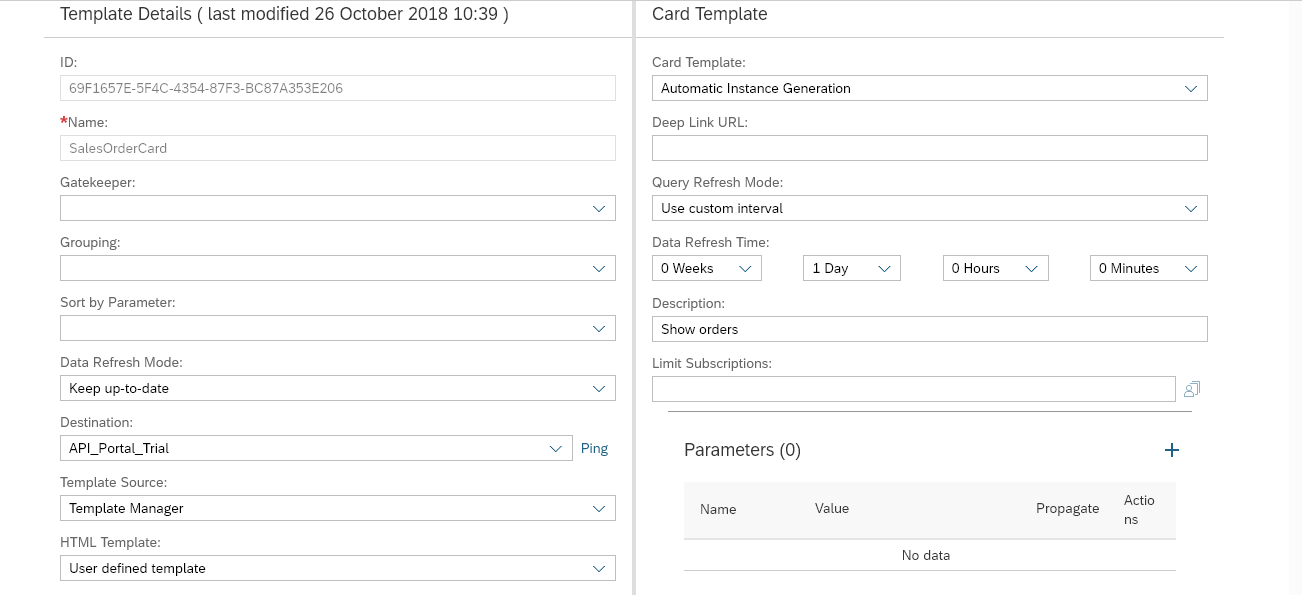 Template Details ( last modified 26 October 2018 10:39 )
ID:
69F1657E-5F4C-4354-87F3-BC87A353E206
*Name:
SalesOrderCard
Gatekeeper:
Grouping:
Sort by Parameter:
Data Refresh Mode:
Keep up-to-date
Destination:
API_Portal_Trial
Ping
Template Source:
Template Manager
HTML Template:
User defined template
Card Template
Card Template:
Automatic Instance Generation
Deep Link URL:
Query Refresh Mode:
Use custom interval
Data Refresh Time:
0 Weeks 1 Day 0 Hours 0 Minutes
Description:
Show orders
Limit Subscriptions:
Parameters (0)
Name Value Propagate Actio
ns
No data